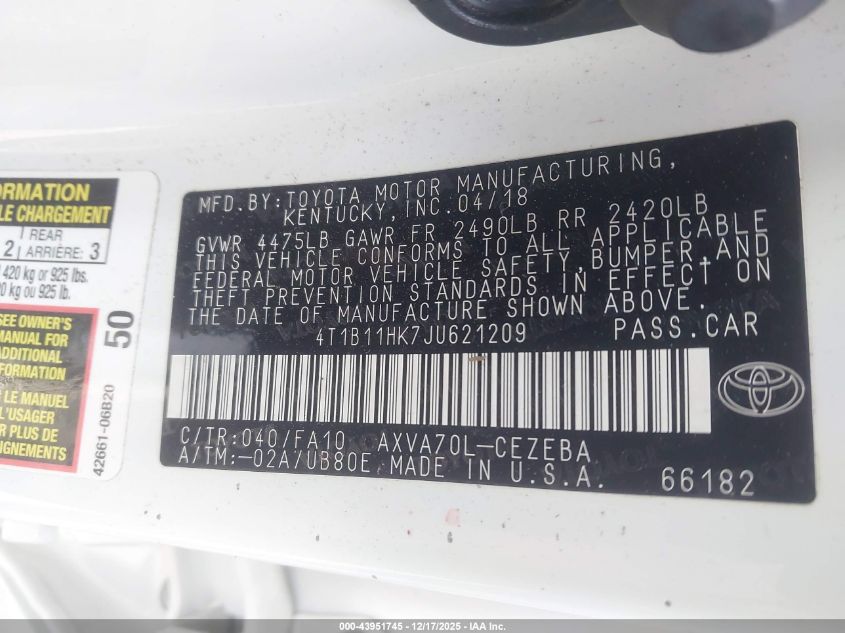 ORMATION
LE CHARGEMENT
2 REAR ARRIÈRE: 3
420 kg or 925 lbs.
0 kg ou 925 lb.
SEE OWNER'S
MANUAL FOR
ADDITIONAL
INFORMATION
LE MANUEL
L'USAGER
R PLUS DE
SEIGNEMENTS
50
42661-06B20
MFD.BY:TOYOTA MOTOR MANUFACTURING,
KENTUCKY,INC.04/18
GVWR 4475LB GAWR FR 2490LB RR 2420LB
THIS VEHICLE CONFORMS TO ALL APPLICABLE
FEDERAL MOTOR VEHICLE SAFETY,BUMPER,AND
THEFT PREVENTION STANDARDS IN EFFECT ON
THE DATE OF MANUFACTURE SHOWN ABOVE.
4T1B11HK7JU621209 PASS.CAR
C/TR:040/FA10 AXVA70L-CEZEBA
A/TM:-02A/UB80E MADE IN U.S.A. 66182
000-43951745 - 12/17/2025 - IAA Inc.